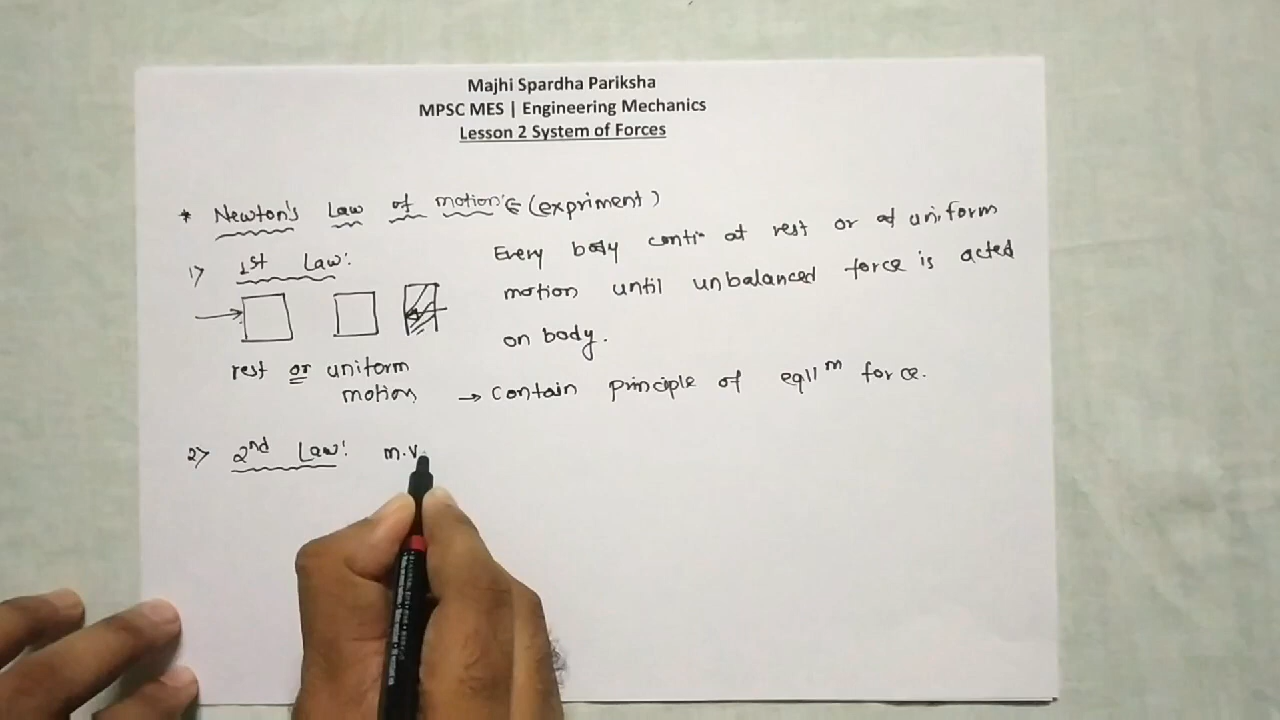 Majhi Spardha Pariksha
MPSC MES | Engineering Mechanics
Lesson 2 System of Forces
* Newton's Law of motion's (expriment)
1) 1st Law:
Every body conti- at rest or at uniform
motion until unbalanced force is acted
on body.
rest or uniform
motion
→ Contain principle of eqllm force.
2) 2nd Law: m.v